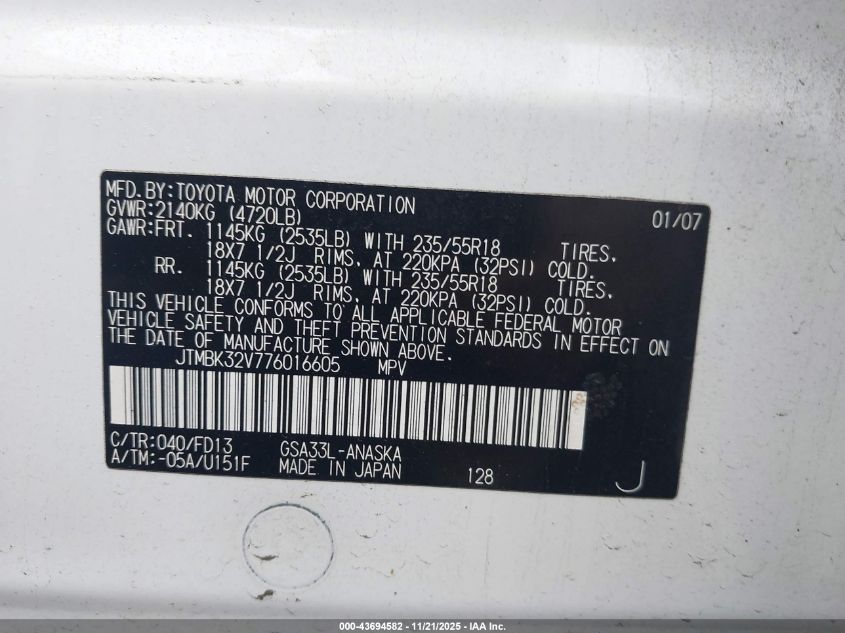 MFD. BY: TOYOTA MOTOR CORPORATION 01/07
GVWR: 2140KG (4720LB)
GAWR: FRT. 1145KG (2535LB) WITH 235/55R18 TIRES.
18X7 1/2J RIMS, AT 220KPA (32PSI) COLD.
RR. 1145KG (2535LB) WITH 235/55R18 TIRES.
18X7 1/2J RIMS, AT 220KPA (32PSI) COLD.
THIS VEHICLE CONFORMS TO ALL APPLICABLE FEDERAL MOTOR
VEHICLE SAFETY AND THEFT PREVENTION STANDARDS IN EFFECT ON
THE DATE OF MANUFACTURE SHOWN ABOVE.
JTMBK32V776016605 MPV
C/TR: 040/FD13 GSA33L-ANASKA
A/TM: -05A/U151F MADE IN JAPAN 128 J
000-43694582 - 11/21/2025 - IAA Inc.